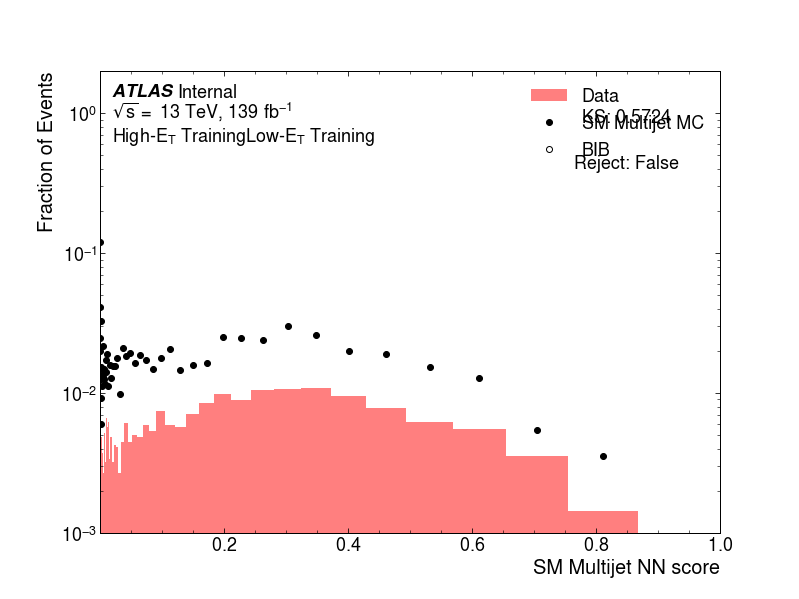 ATLAS Internal
√s = 13 TeV, 139 fb⁻¹
High-E_T TrainingLow-E_T Training
Data
KS: 0.5724
SM Multijet MC
BIB
Reject: False
Fraction of Events
10⁰
10⁻¹
10⁻²
10⁻³
0.2 0.4 0.6 0.8 1.0
SM Multijet NN score